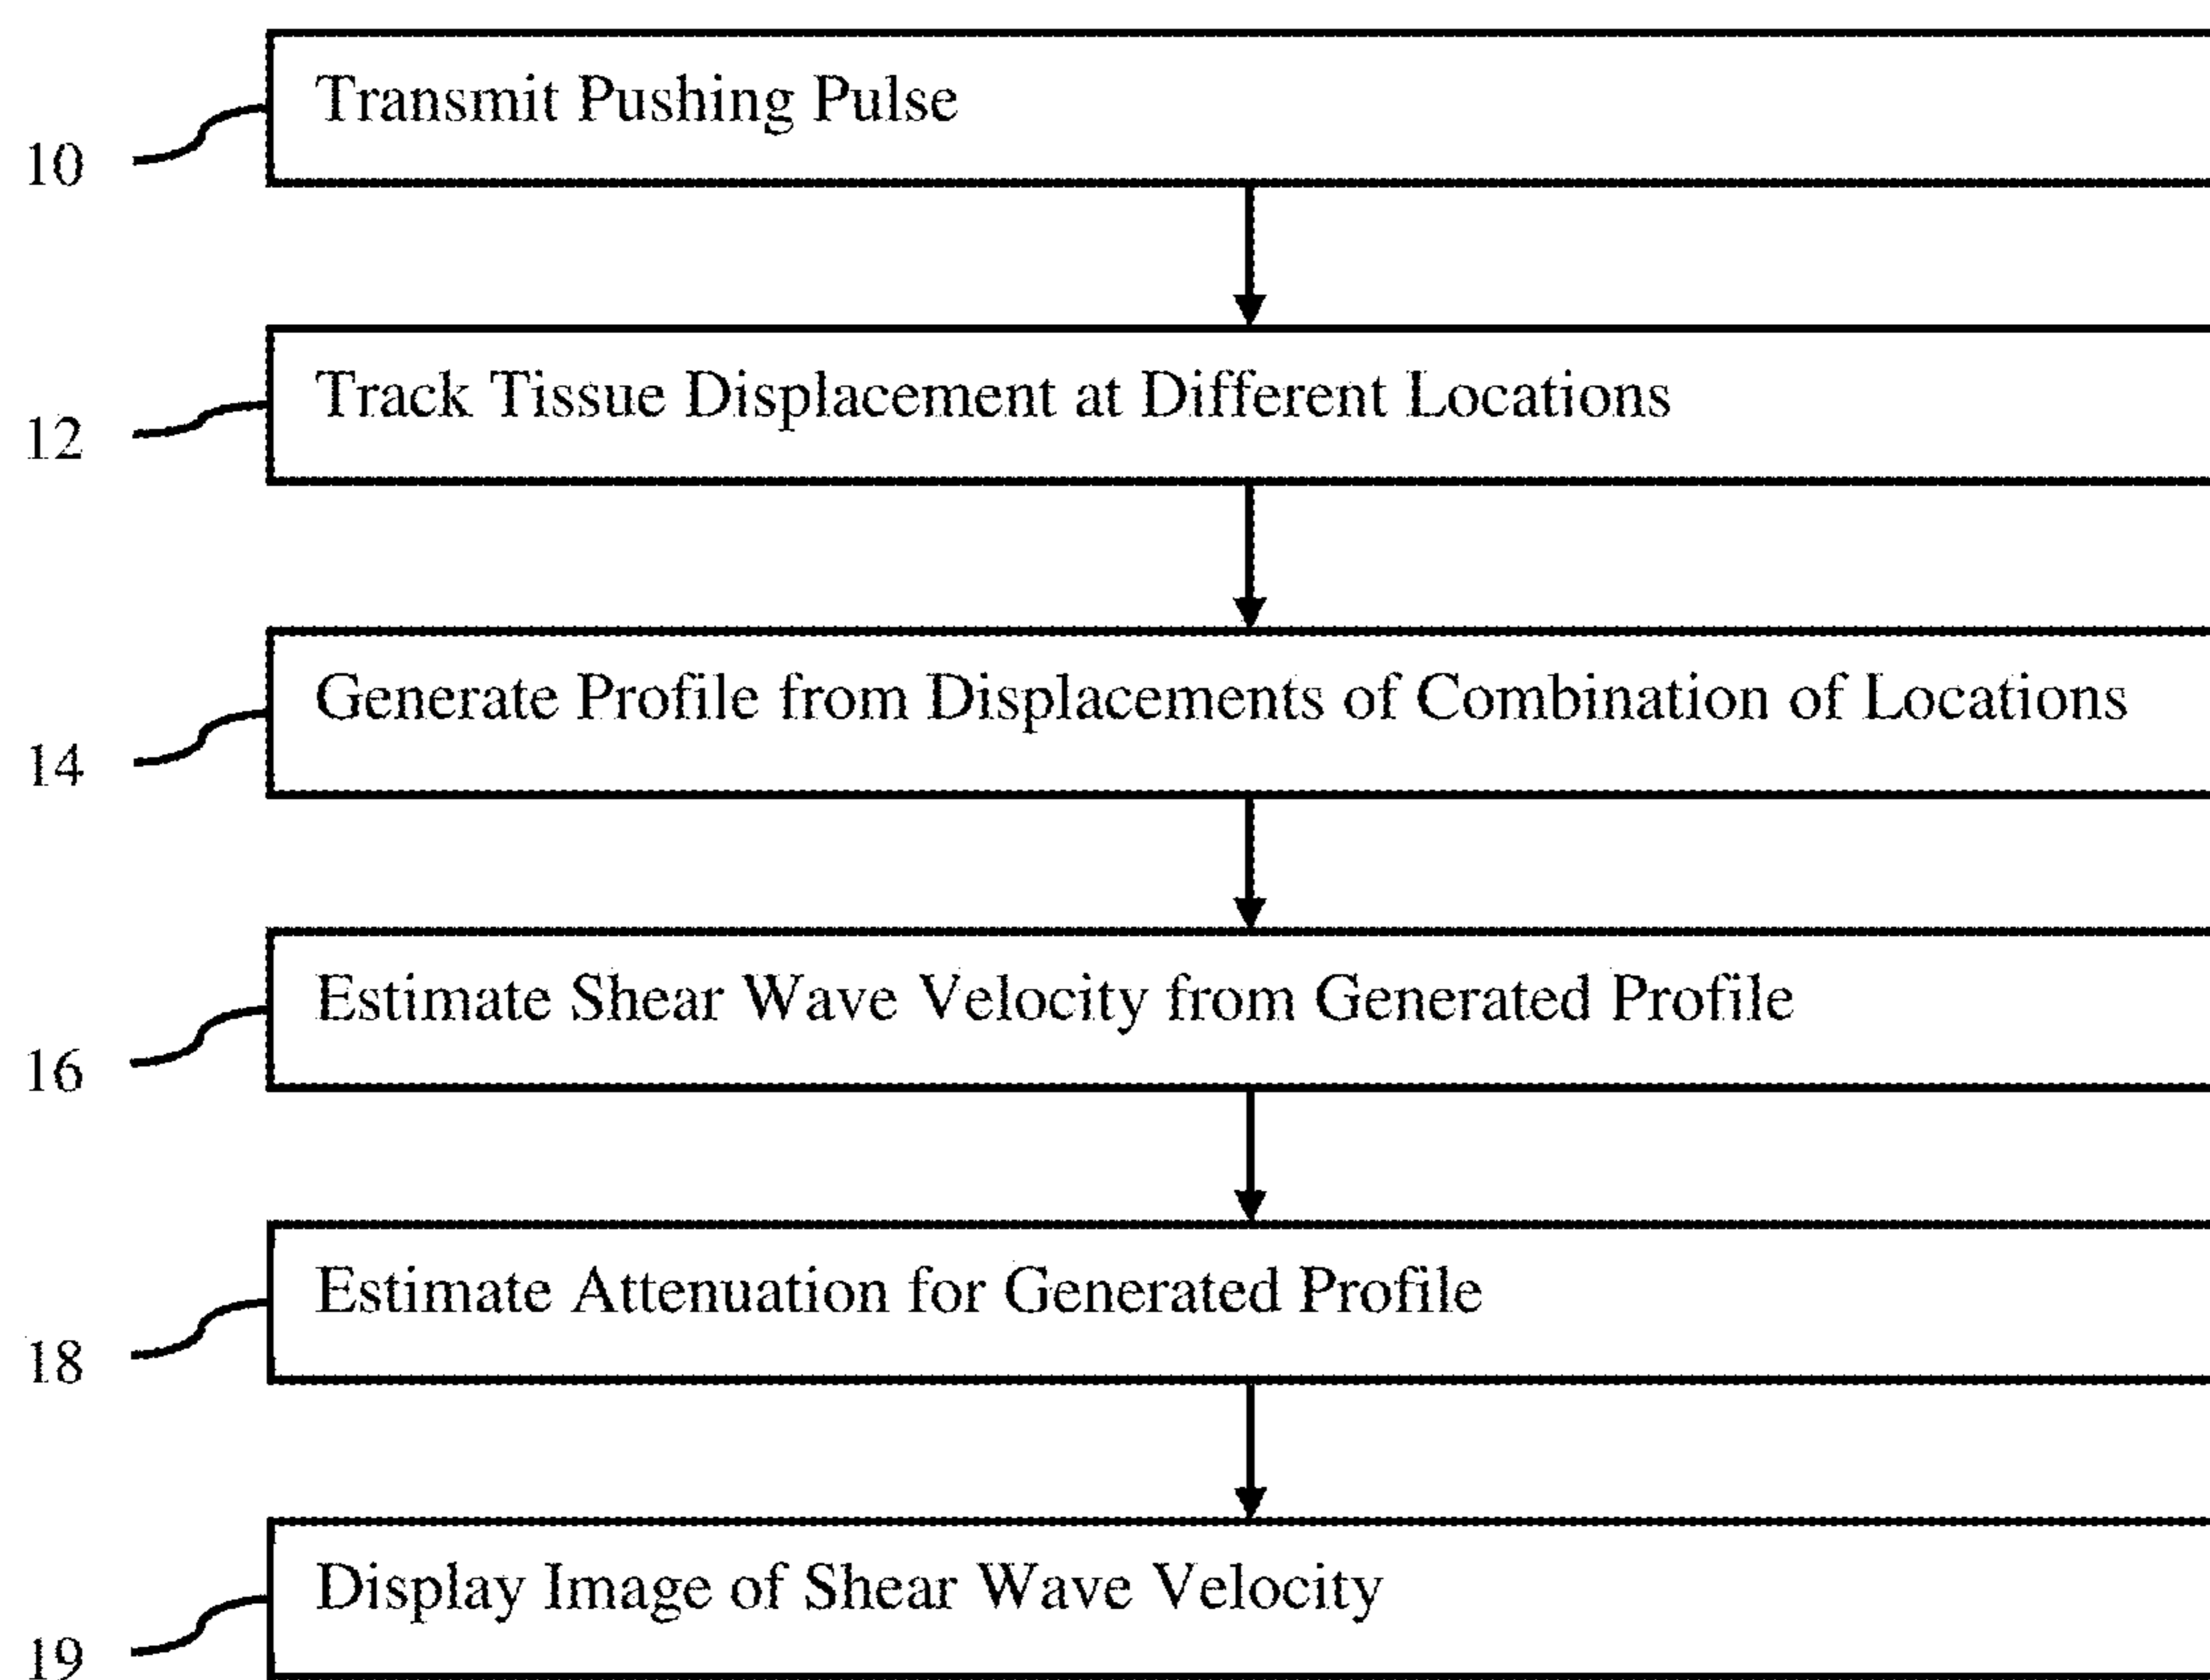 Transmit Pushing Pulse
10
Track Tissue Displacement at Different Locations
12
Generate Profile from Displacements of Combination of Locations
14
Estimate Shear Wave Velocity from Generated Profile
16
Estimate Attenuation for Generated Profile
18
Display Image of Shear Wave Velocity
19